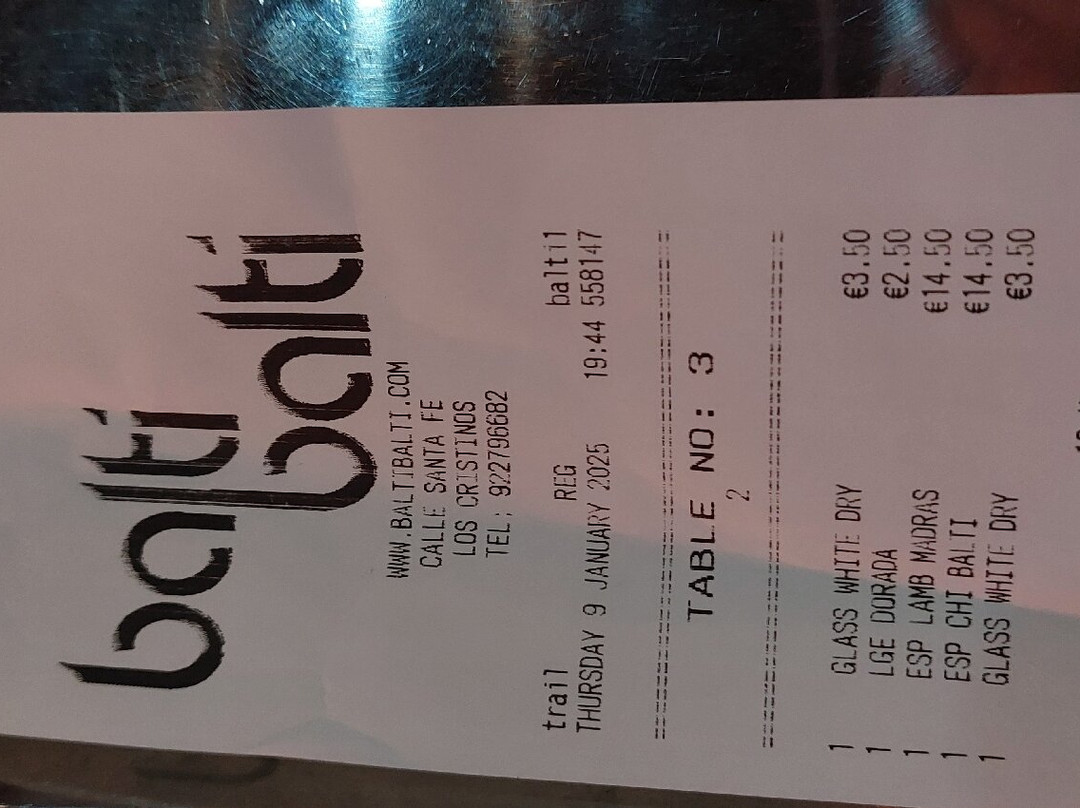 balti
balti
WWW.BALTIBALTI.COM
CALLE SANTA FE
LOS CRISTINOS
TEL: 922796682
trail REG balti1
THURSDAY 9 JANUARY 2025 19:44 558147
TABLE NO: 3
2
1 GLASS WHITE DRY €3.50
1 LGE DORADA €2.50
1 ESP LAMB MADRAS €14.50
1 ESP CHI BALTI €14.50
1 GLASS WHITE DRY €3.50